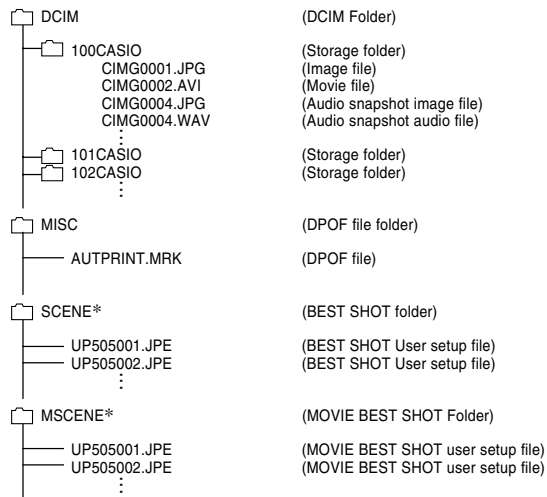 DCIM (DCIM Folder)
100CASIO (Storage folder)
CIMG0001.JPG (Image file)
CIMG0002.AVI (Movie file)
CIMG0004.JPG (Audio snapshot image file)
CIMG0004.WAV (Audio snapshot audio file)
101CASIO (Storage folder)
102CASIO (Storage folder)
MISC (DPOF file folder)
AUTPRINT.MRK (DPOF file)
SCENE* (BEST SHOT folder)
UP505001.JPE (BEST SHOT User setup file)
UP505002.JPE (BEST SHOT User setup file)
MSCENE* (MOVIE BEST SHOT Folder)
UP505001.JPE (MOVIE BEST SHOT user setup file)
UP505002.JPE (MOVIE BEST SHOT user setup file)